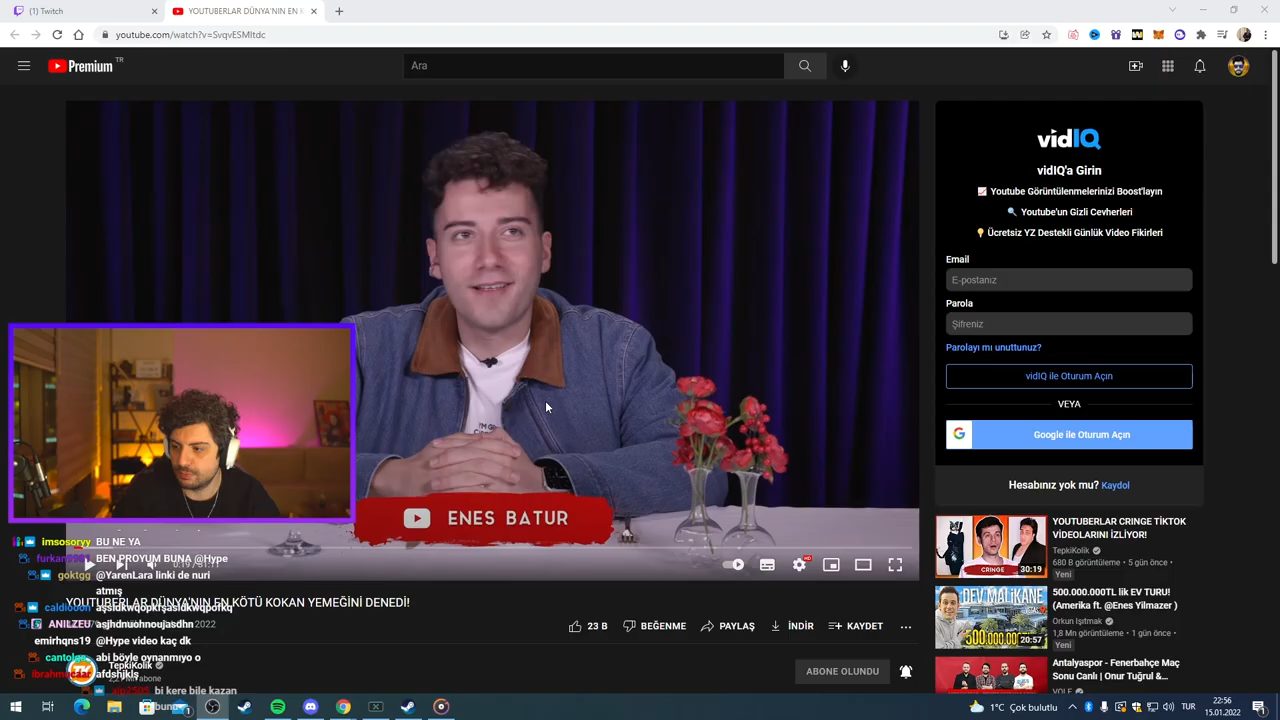 (1) Twitch
YOUTUBERLAR DÜNYA'NIN EN K
youtube.com/watch?v=SvqvESMItdc
Premium TR
Ara
vidIQ
vidIQ'a Girin
Youtube Görüntülenmelerinizi Boost'layın
Youtube'un Gizli Cevherleri
Ücretsiz YZ Destekli Günlük Video Fikirleri
Email
E-postanız
Parola
Şifreniz
Parolayı mı unuttunuz?
vidIQ ile Oturum Açın
VEYA
Google ile Oturum Açın
Hesabınız yok mu? Kaydol
ENES BATUR
imsosoryy BU NE YA
BEN PROYUM BUNA @Hype
goktgg @YarenLara linki de nuri
atmış
HD
YOUTUBERLAR DÜNYA'NIN EN KÖTÜ KOKAN YEMEĞİNİ DENEDİ!
ANILZEU asjhdmohnoujasdhn
2022
emirhqns19 @Hype video kaç dk
abi böyle oynanmıyo o
afdshjkls
bi kere bile kazan
23 B
BEĞENME
PAYLAŞ
İNDİR
KAYDET
TepkiKolik
abone
ABONE OLUNDU
CRINGE
30:19
YOUTUBERLAR CRINGE TİKTOK
VİDEOLARINI İZLİYOR!
TepkiKolik
680 B görüntüleme • 5 gün önce
Yeni
DEV MALİKANE
500.000.000
20:57
500.000.000TL lik EV TURU!
(Amerika ft. @Enes Yilmazer )
Orkun Işıtmak
1,8 Mn görüntüleme • 1 gün önce
Yeni
Antalyaspor - Fenerbahçe Maç
Sonu Canlı | Onur Tuğrul &...
VOLE
1°C Çok bulutlu
TUR
22:56
15.01.2022